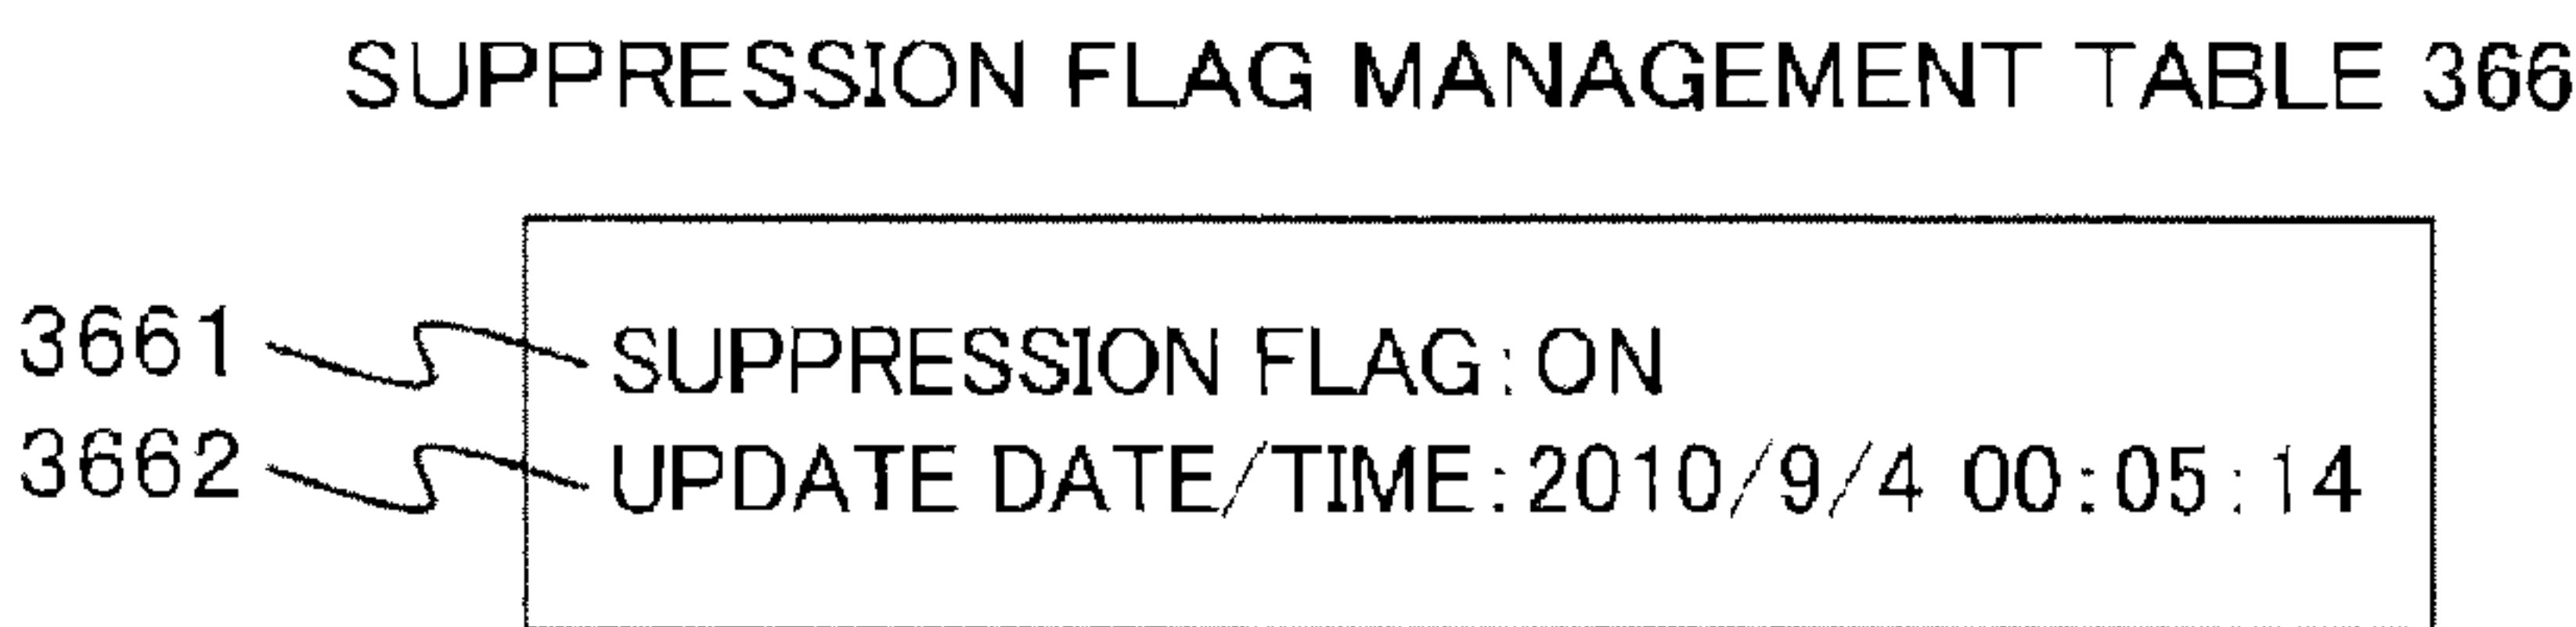 SUPPRESSION FLAG MANAGEMENT TABLE 366
3661 SUPPRESSION FLAG:ON
3662 UPDATE DATE/TIME:2010/9/4 00:05:14